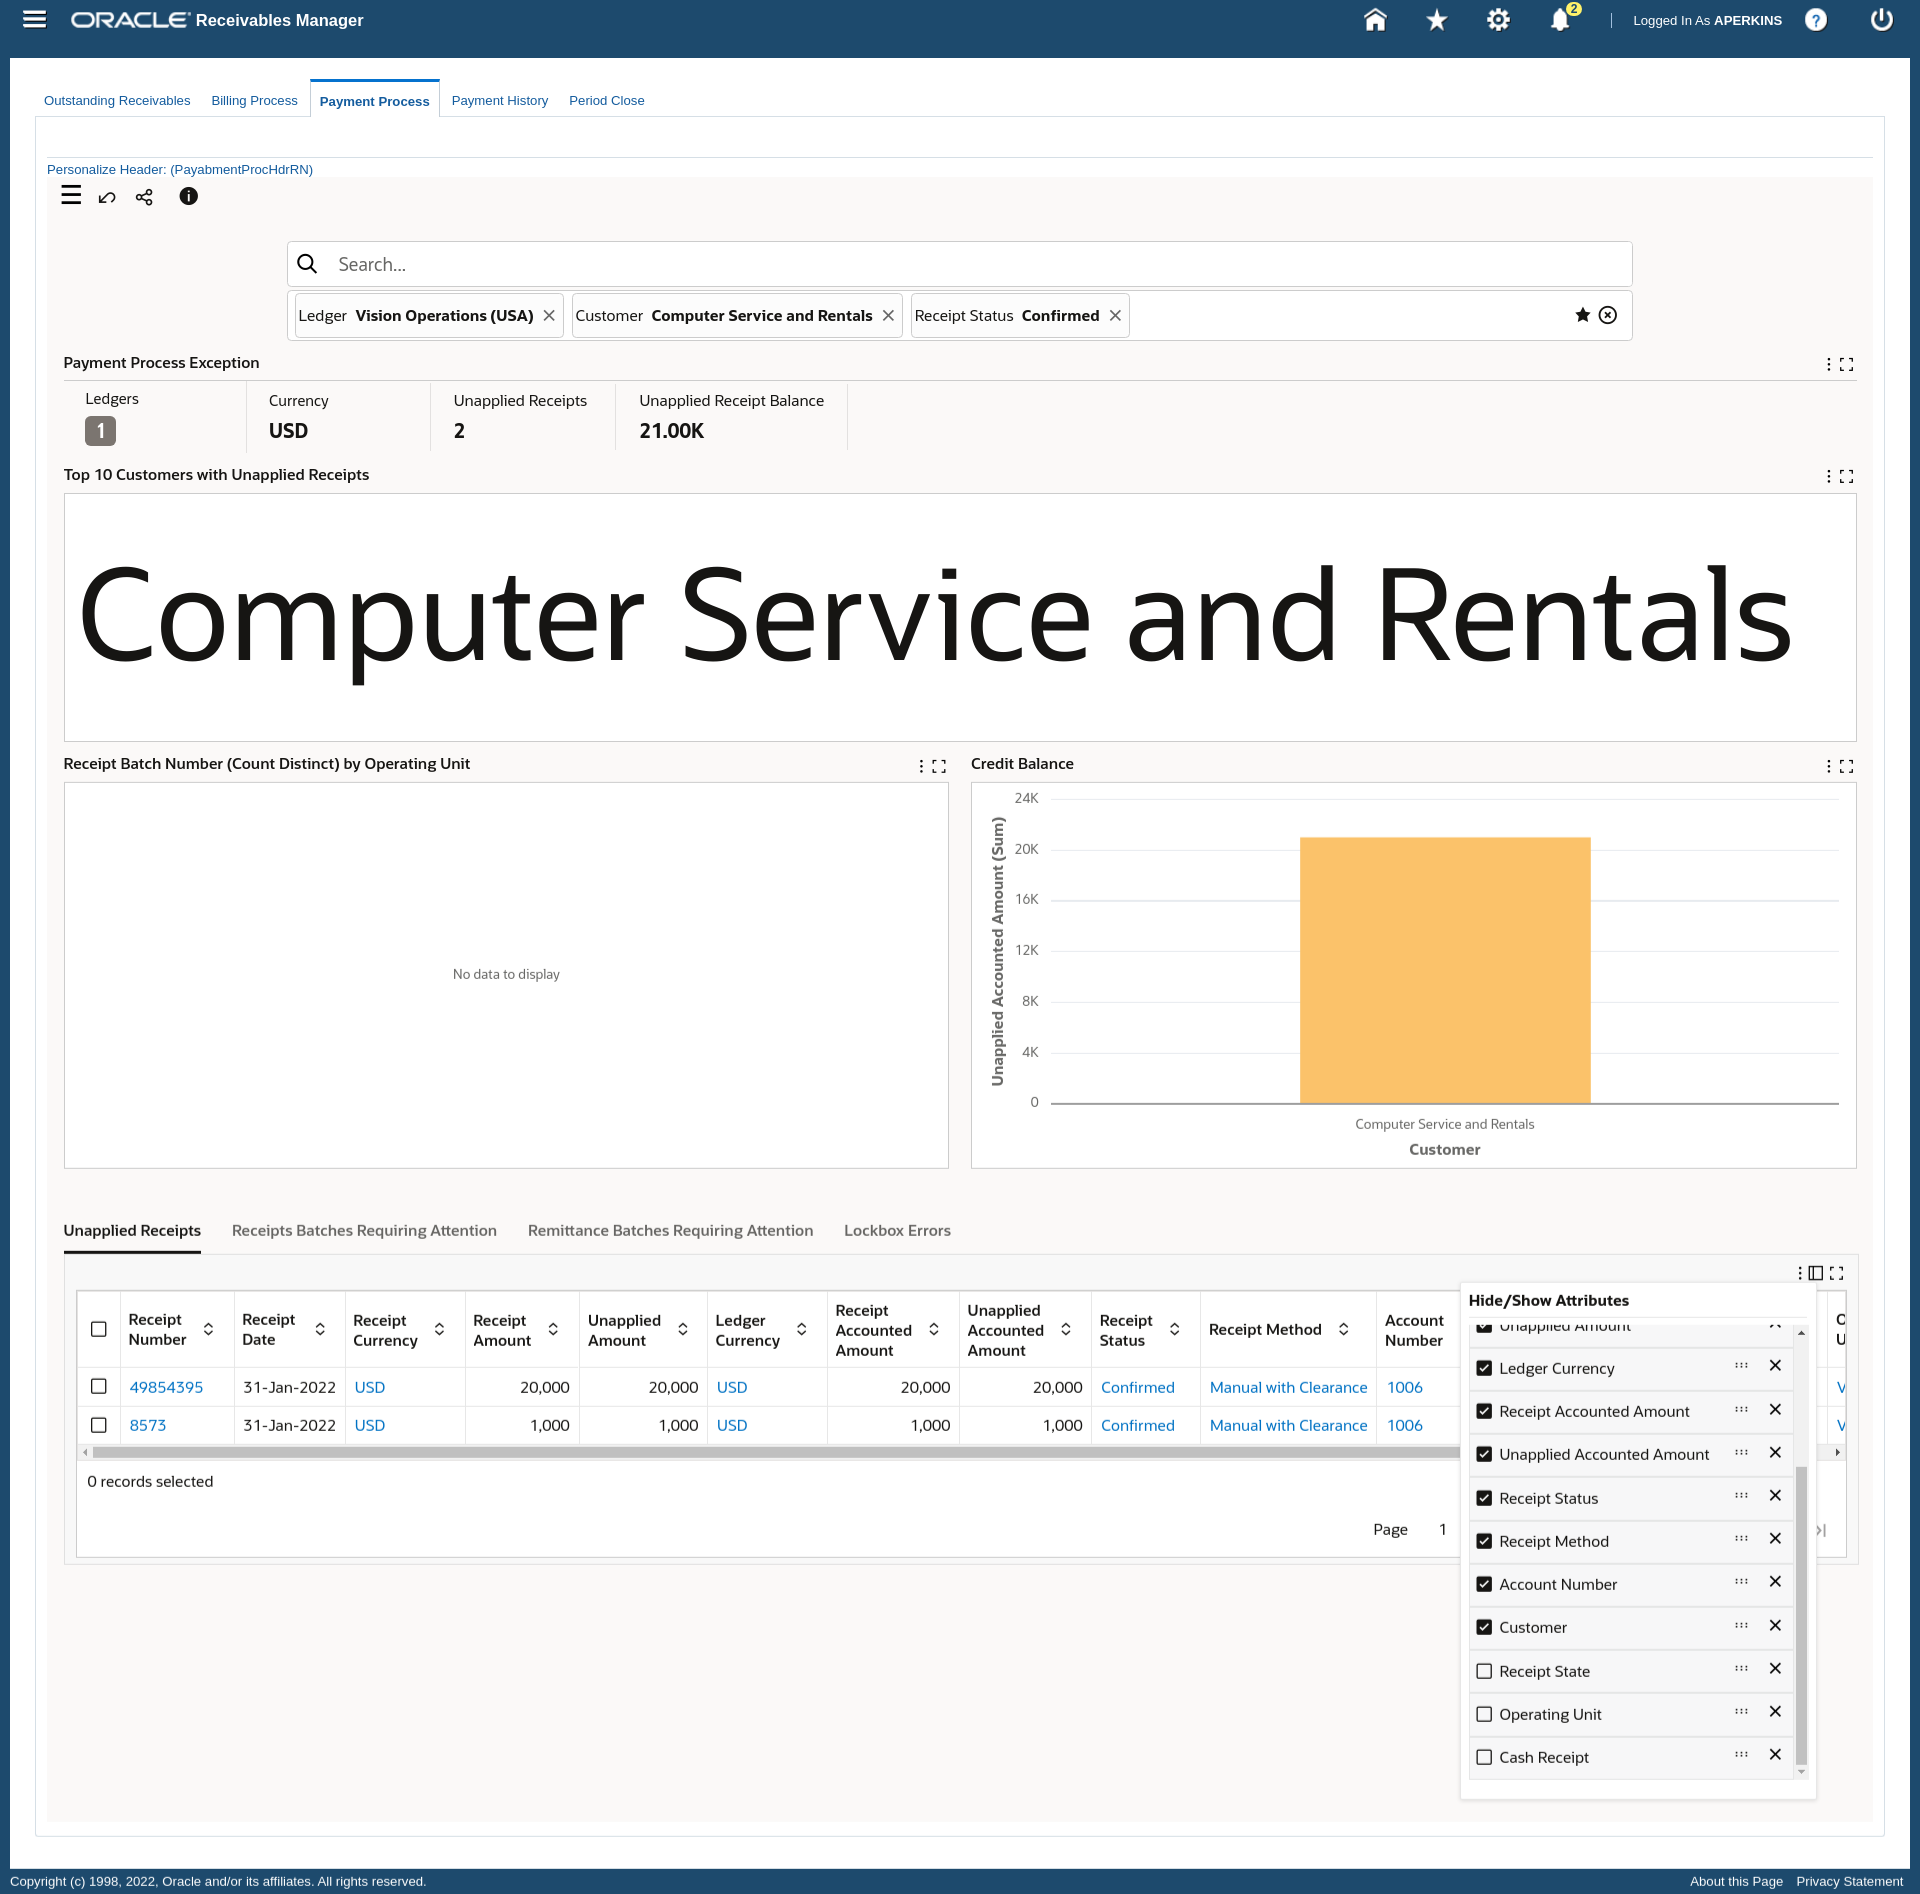 ORACLE Receivables Manager
2
Logged In As APERKINS
?
Outstanding Receivables Billing Process Payment Process Payment History Period Close
Personalize Header: (PayabmentProcHdrRN)
Search...
Ledger Vision Operations (USA) Customer Computer Service and Rentals Receipt Status Confirmed
Payment Process Exception
Ledgers Currency Unapplied Receipts Unapplied Receipt Balance
1 USD 2 21.00K
Top 10 Customers with Unapplied Receipts
Computer Service and Rentals
Receipt Batch Number (Count Distinct) by Operating Unit
No data to display
Credit Balance
Unapplied Accounted Amount (Sum)
24K
20K
16K
12K
8K
4K
0
Computer Service and Rentals
Customer
Unapplied Receipts Receipts Batches Requiring Attention Remittance Batches Requiring Attention Lockbox Errors
Receipt Number Receipt Date Receipt Currency Receipt Amount Unapplied Amount Ledger Currency Receipt Accounted Amount Unapplied Accounted Amount Receipt Status Receipt Method Account Number
49854395 31-Jan-2022 USD 20,000 20,000 USD 20,000 20,000 Confirmed Manual with Clearance 1006
8573 31-Jan-2022 USD 1,000 1,000 USD 1,000 1,000 Confirmed Manual with Clearance 1006
0 records selected
Page 1
Hide/Show Attributes
Unapplied Amount
Ledger Currency
Receipt Accounted Amount
Unapplied Accounted Amount
Receipt Status
Receipt Method
Account Number
Customer
Receipt State
Operating Unit
Cash Receipt
Copyright (c) 1998, 2022, Oracle and/or its affiliates. All rights reserved.
About this Page Privacy Statement